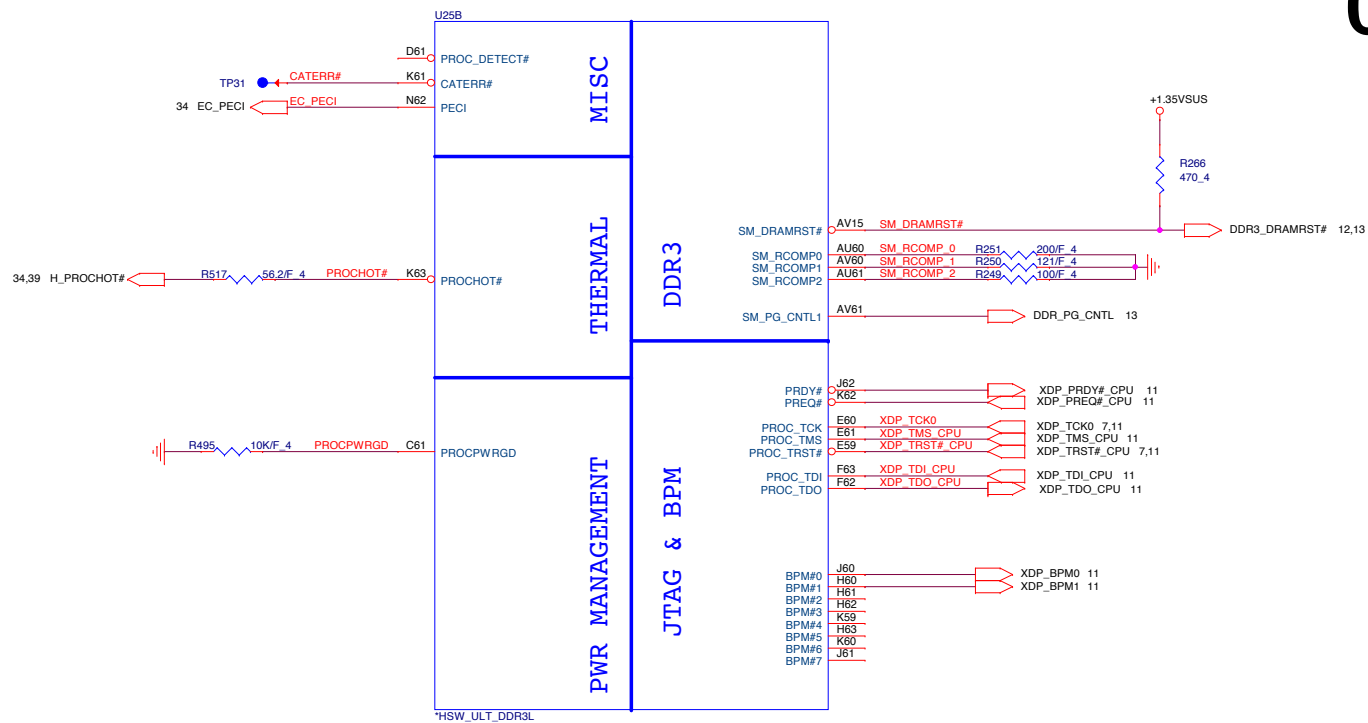 U25B
D61 PROC_DETECT#
TP31 CATERR# K61 CATERR#
34 EC_PECI EC_PECI N62 PECI
MISC
+1.35VSUS
R266
470_4
THERMAL
DDR3
SM_DRAMRST# AV15 SM_DRAMRST# DDR3_DRAMRST# 12,13
SM_RCOMP0 AU60 SM_RCOMP_0 R251 200/F_4
SM_RCOMP1 AV60 SM_RCOMP_1 R250 121/F_4
SM_RCOMP2 AU61 SM_RCOMP_2 R249 100/F_4
34,39 H_PROCHOT# R517 56.2/F_4 PROCHOT# K63 PROCHOT#
SM_PG_CNTL1 AV61 DDR_PG_CNTL 13
PRDY# J62 XDP_PRDY#_CPU 11
PREQ# K62 XDP_PREQ#_CPU 11
PROC_TCK E60 XDP_TCK0 XDP_TCK0 7,11
PROC_TMS E61 XDP_TMS_CPU XDP_TMS_CPU 11
PROC_TRST# E59 XDP_TRST#_CPU XDP_TRST#_CPU 7,11
R495 10K/F_4 PROCPWRGD C61 PROCPWRGD
PROC_TDI F63 XDP_TDI_CPU XDP_TDI_CPU 11
PROC_TDO F62 XDP_TDO_CPU XDP_TDO_CPU 11
PWR MANAGEMENT
JTAG & BPM
BPM#0 J60 XDP_BPM0 11
BPM#1 H60 XDP_BPM1 11
BPM#2 H61
BPM#3 H62
BPM#4 K59
BPM#5 H63
BPM#6 K60
BPM#7 J61
*HSW_ULT_DDR3L